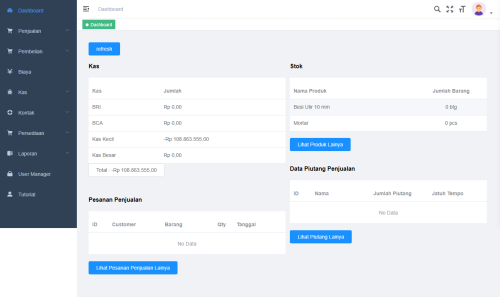 Dashboard
Penjualan
Pembelian
Biaya
Kas
Kontak
Persediaan
Laporan
User Manager
Tutorial
Dashboard
Dashboard
refresh
Kas
Kas Jumlah
BRI Rp 0,00
BCA Rp 0,00
Kas Kecil -Rp 108.863.555,00
Kas Besar Rp 0,00
Total : -Rp 108.863.555,00
Pesanan Penjualan
ID Customer Barang Qty Tanggal
No Data
Lihat Pesanan Penjualan Lainya
Stok
Nama Produk Jumlah Barang
Besi Ulir 10 mm 0 btg
Mortar 0 pcs
Lihat Produk Lainya
Data Piutang Penjualan
ID Nama Jumlah Piutang Jatuh Tempo
No Data
Lihat Piutang Lainya